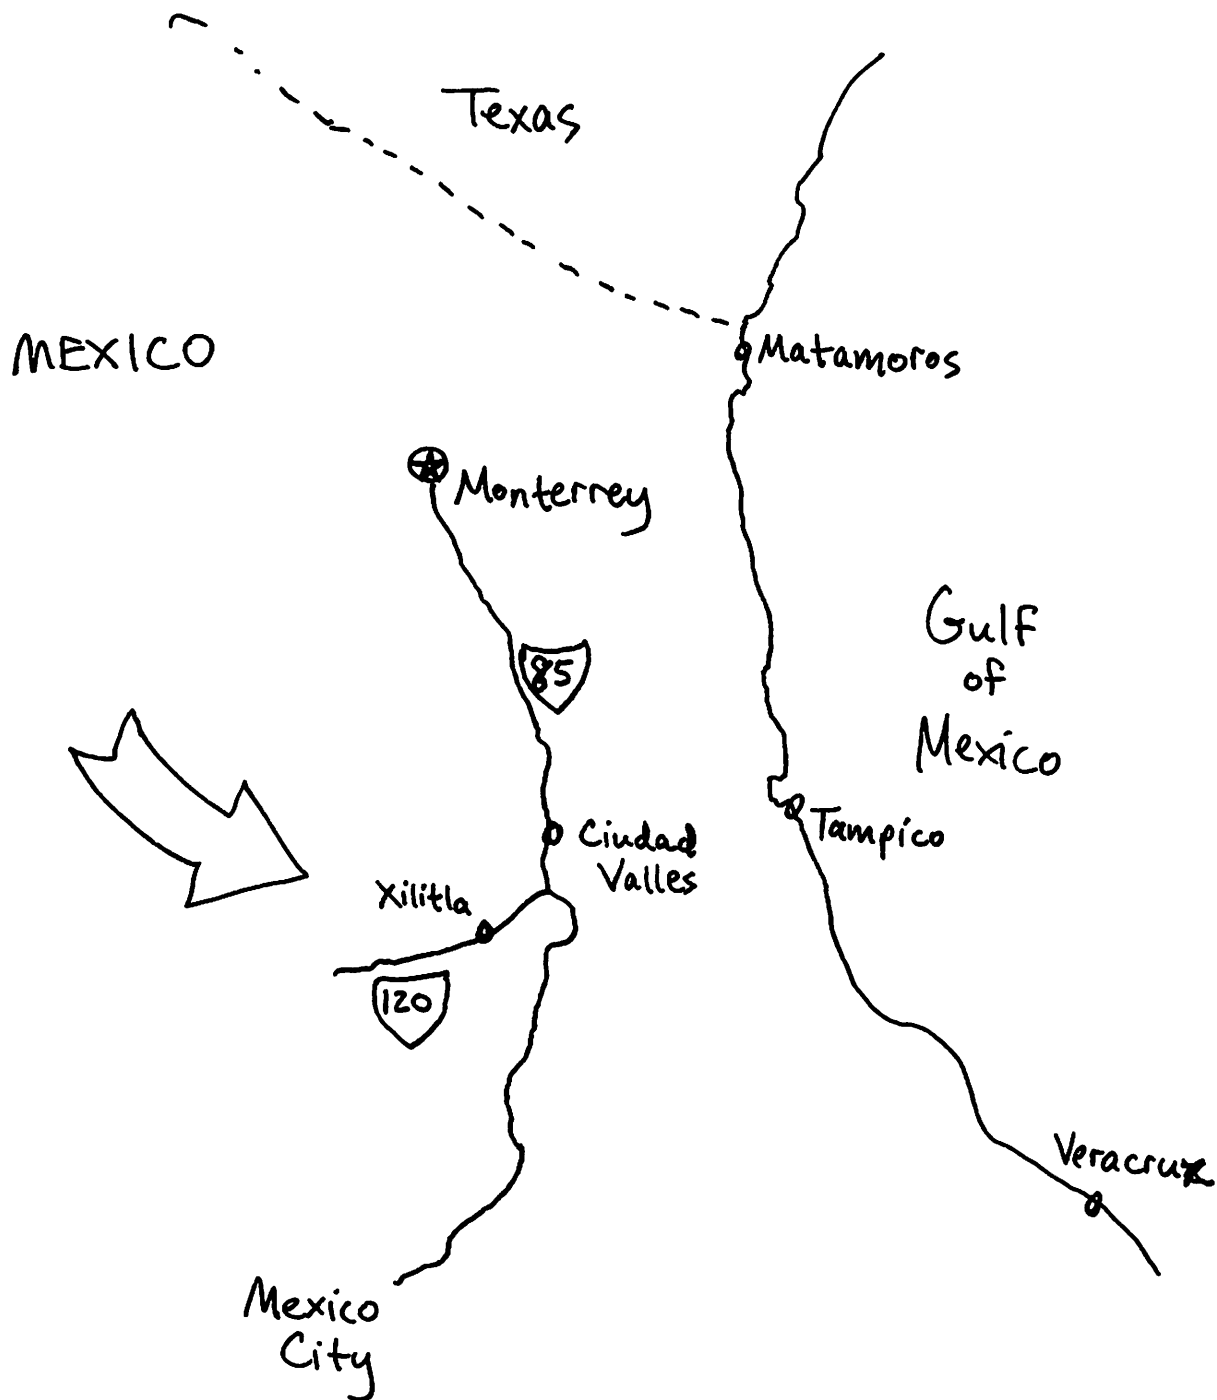 Texas
MEXICO
Matamoros
Monterrey
Gulf
of
Mexico
85
Tampico
Ciudad
Valles
Xilitla
120
Veracruz
Mexico
City